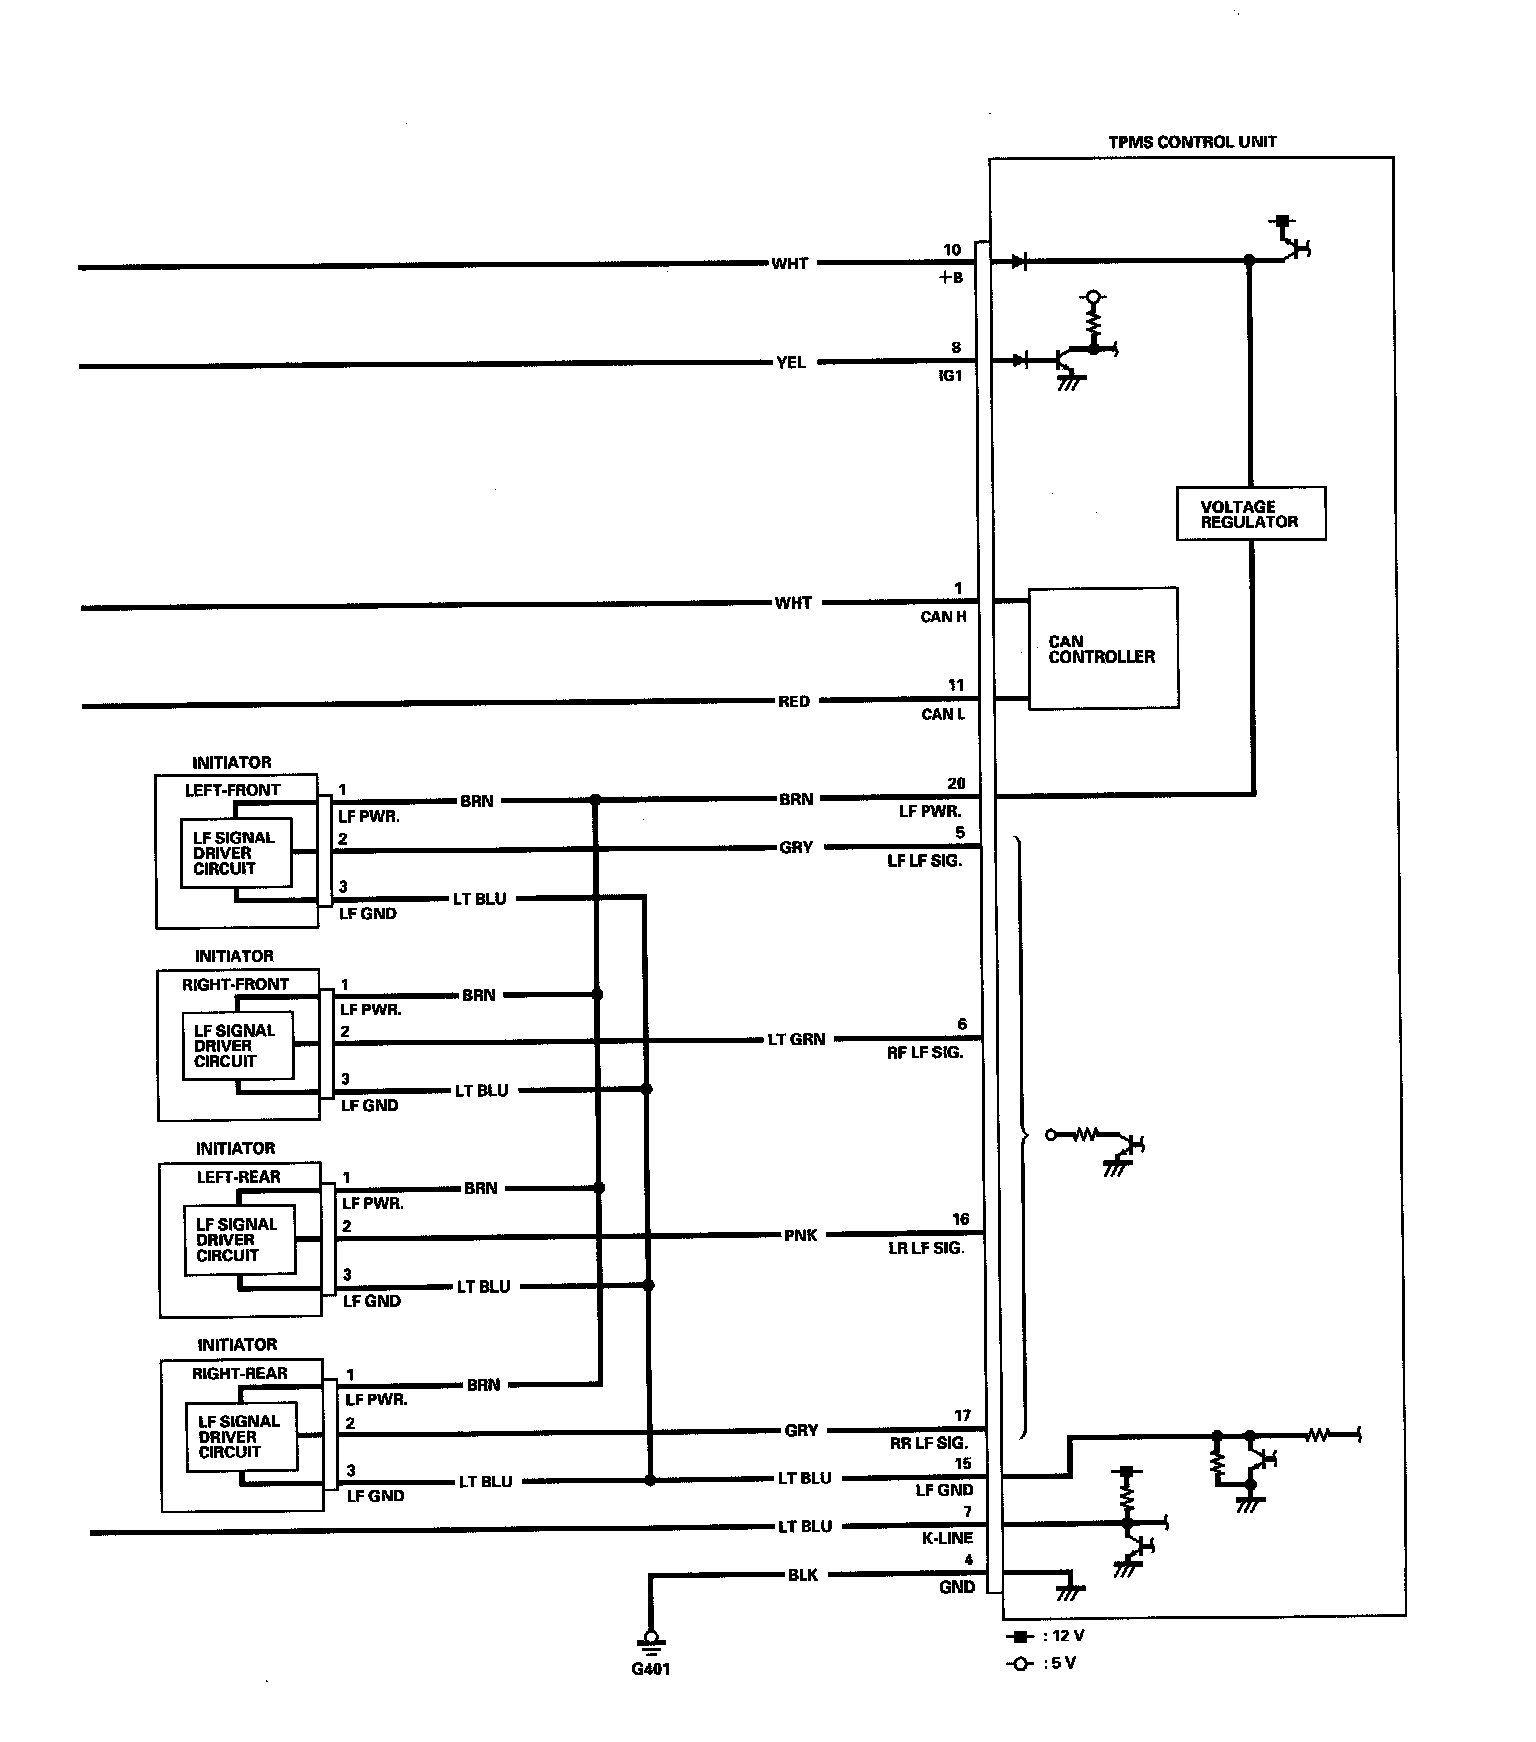 TPMS CONTROL UNIT
WHT
10
+B
YEL
8
IG1
VOLTAGE
REGULATOR
WHT
1
CAN H
CAN
CONTROLLER
RED
11
CAN L
INITIATOR
LEFT-FRONT
LF SIGNAL
DRIVER
CIRCUIT
1
LF PWR.
2
3
LF GND
BRN
BRN
20
LF PWR.
GRY
5
LF LF SIG.
LT BLU
INITIATOR
RIGHT-FRONT
LF SIGNAL
DRIVER
CIRCUIT
1
LF PWR.
2
3
LF GND
BRN
LT GRN
6
RF LF SIG.
LT BLU
INITIATOR
LEFT-REAR
LF SIGNAL
DRIVER
CIRCUIT
1
LF PWR.
2
3
LF GND
BRN
PNK
16
LR LF SIG.
LT BLU
INITIATOR
RIGHT-REAR
LF SIGNAL
DRIVER
CIRCUIT
1
LF PWR.
2
3
LF GND
BRN
GRY
17
RR LF SIG.
LT BLU
LT BLU
15
LF GND
LT BLU
7
K-LINE
BLK
4
GND
G401
: 12 V
: 5 V